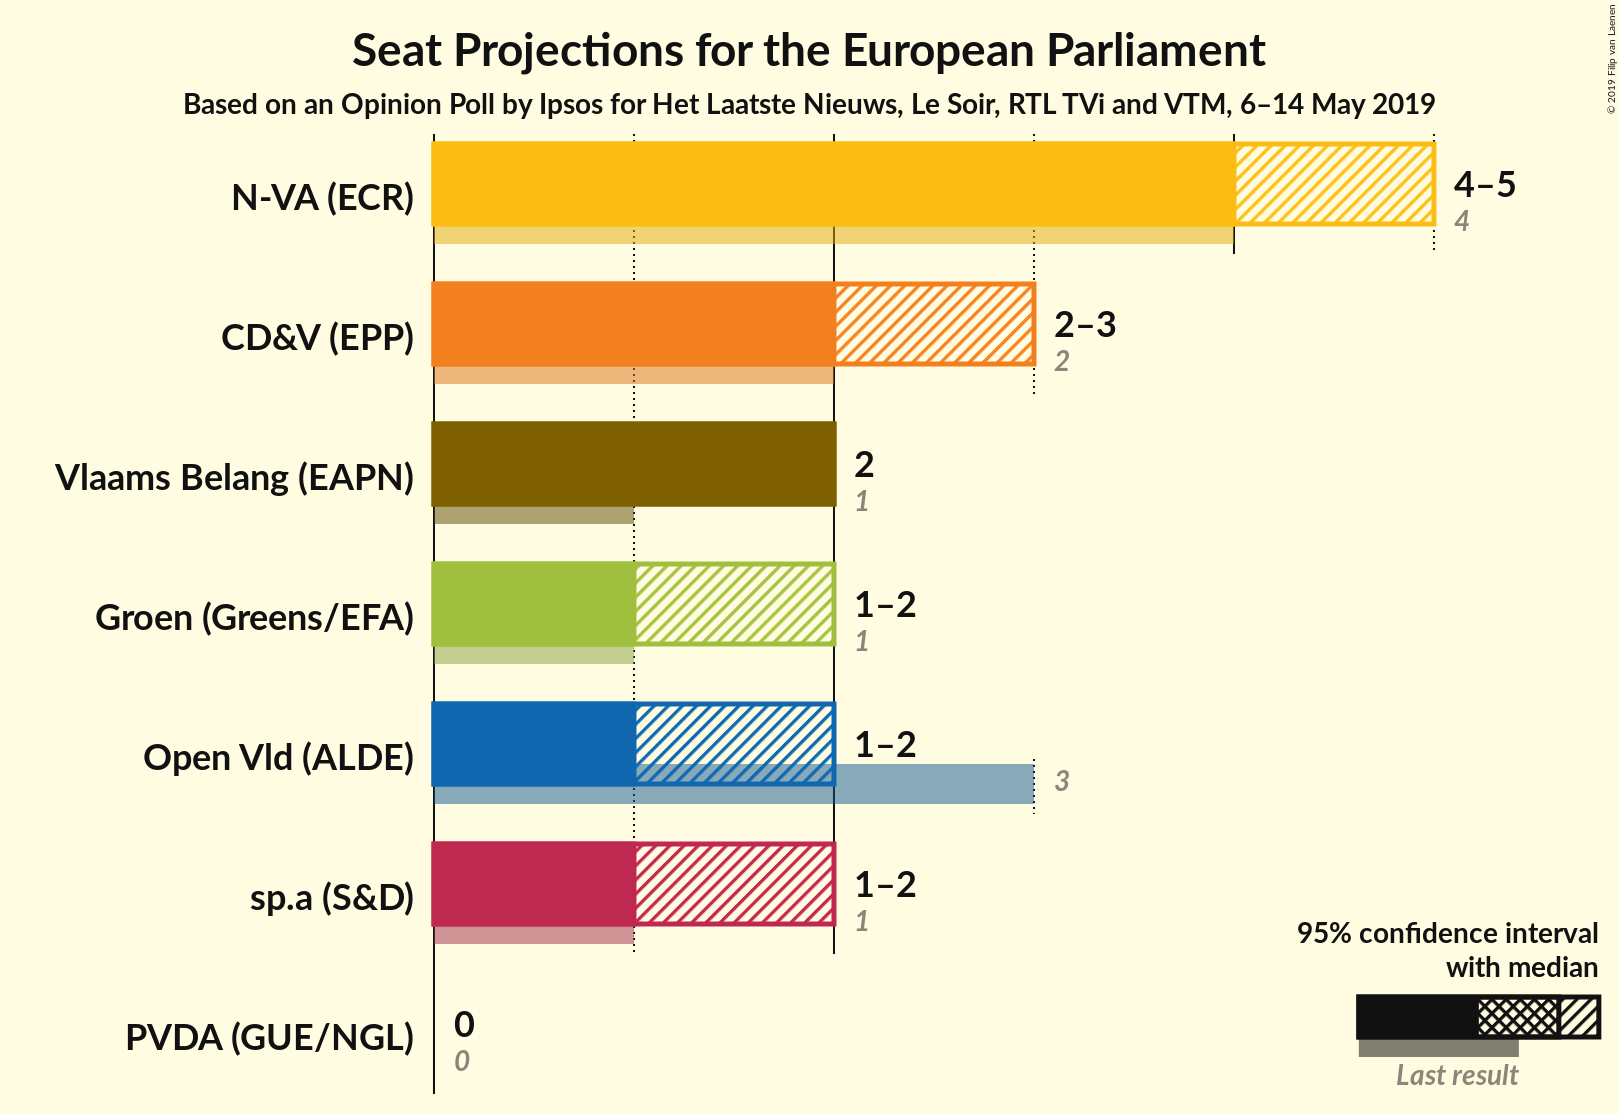 Seat Projections for the European Parliament
Based on an Opinion Poll by Ipsos for Het Laatste Nieuws, Le Soir, RTL TVi and VTM, 6–14 May 2019
© 2019 Filip van Laenen
N-VA (ECR)
4–5
4
CD&V (EPP)
2–3
2
Vlaams Belang (EAPN)
2
1
Groen (Greens/EFA)
1–2
1
Open Vld (ALDE)
1–2
3
sp.a (S&D)
1–2
1
PVDA (GUE/NGL)
0
0
95% confidence interval
with median
Last result